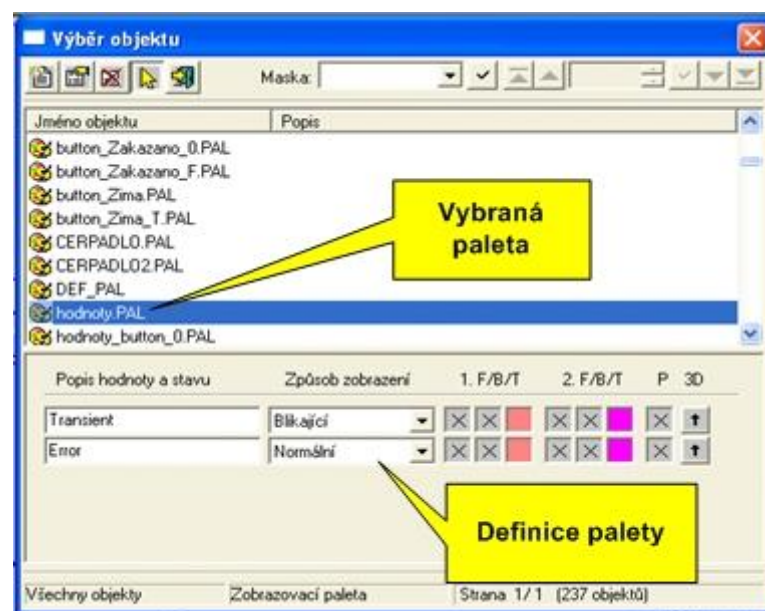 Výběr objektu
Maska:
Jméno objektu Popis
button_Zakazano_0.PAL
button_Zakazano_F.PAL
button_Zima.PAL
button_Zima_T.PAL
CERPADLO.PAL
CERPADLO2.PAL
DEF_PAL
hodnoty.PAL
hodnoty_button_0.PAL
Vybraná
paleta
Popis hodnoty a stavu Způsob zobrazení 1. F/B/T 2. F/B/T P 3D
Transient Blikající
Error Normální
Definice palety
Všechny objekty Zobrazovací paleta Strana 1/1 (237 objektů)